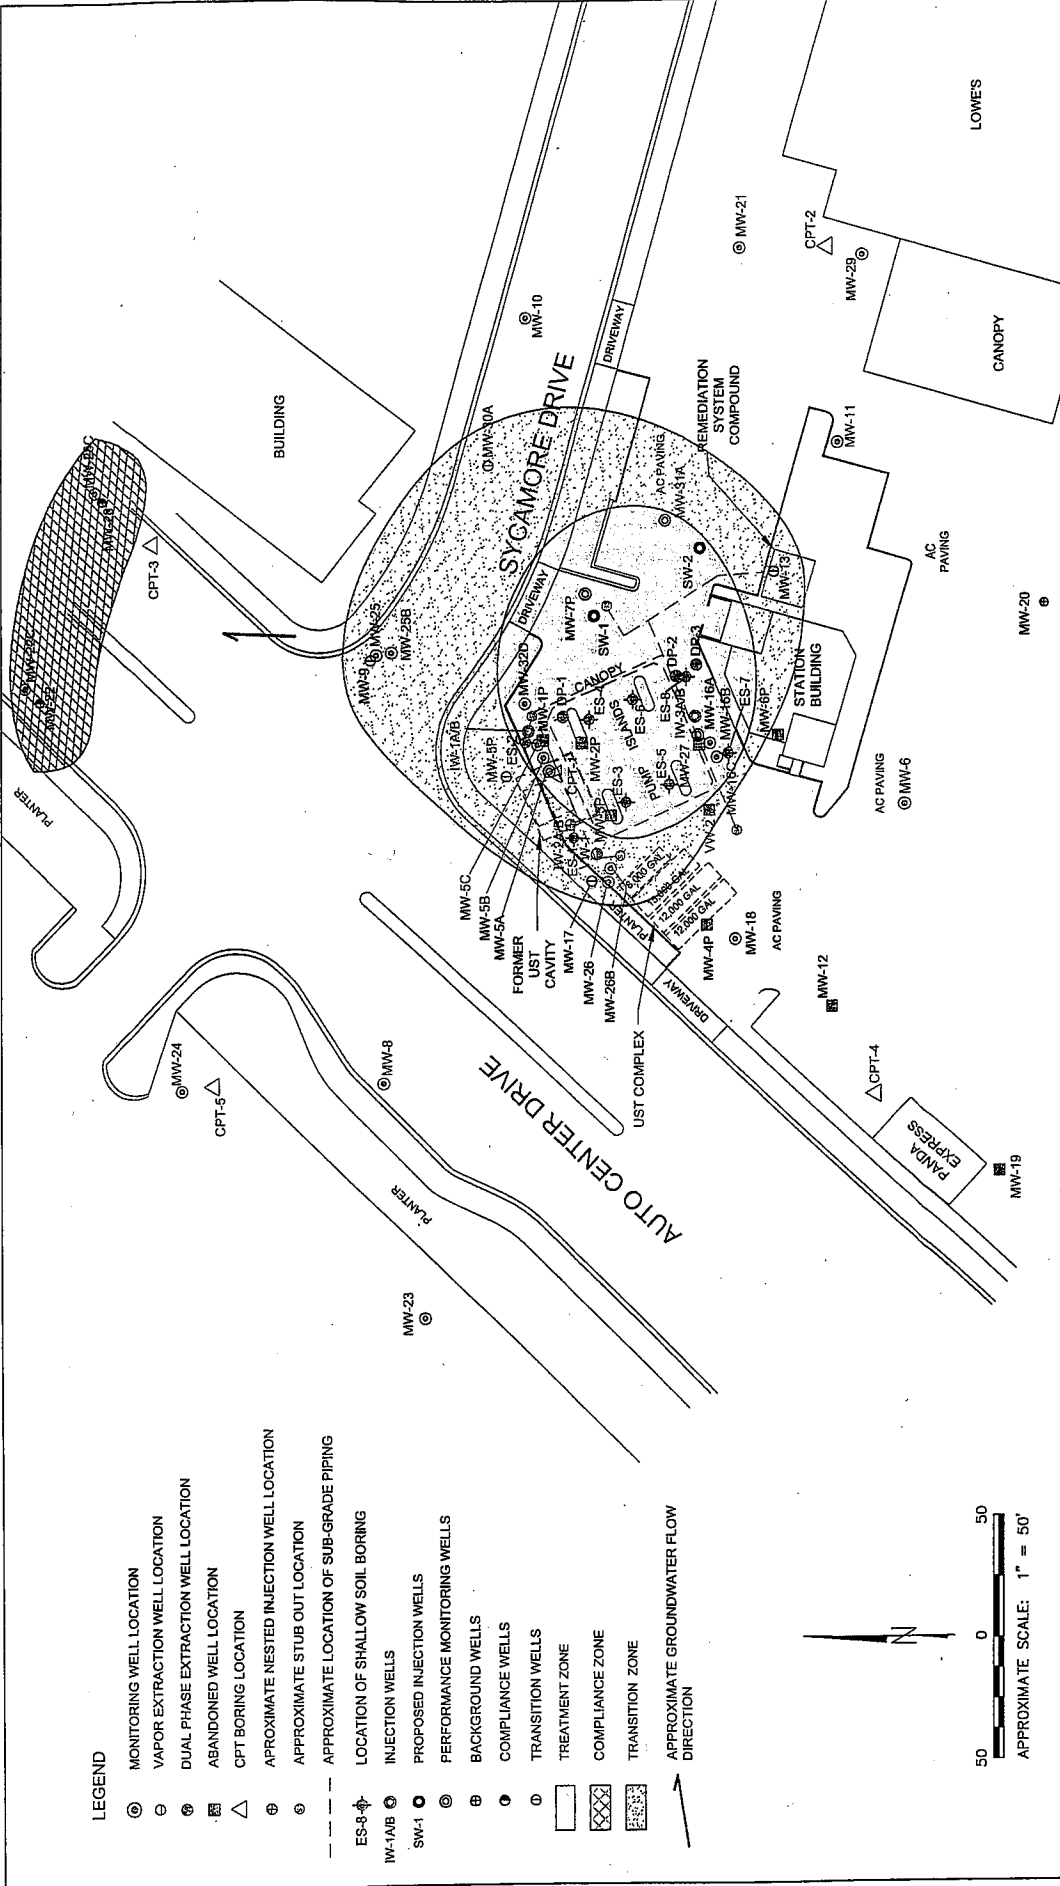 LEGEND
MONITORING WELL LOCATION
VAPOR EXTRACTION WELL LOCATION
DUAL PHASE EXTRACTION WELL LOCATION
ABANDONED WELL LOCATION
CPT BORING LOCATION
APROXIMATE NESTED INJECTION WELL LOCATION
APPROXIMATE STUB OUT LOCATION
APPROXIMATE LOCATION OF SUB-GRADE PIPING
ES-8 LOCATION OF SHALLOW SOIL BORING
IW-1A/B INJECTION WELLS
SW-1 PROPOSED INJECTION WELLS
PERFORMANCE MONITORING WELLS
BACKGROUND WELLS
COMPLIANCE WELLS
TRANSITION WELLS
TREATMENT ZONE
COMPLIANCE ZONE
TRANSITION ZONE
APPROXIMATE GROUNDWATER FLOW
DIRECTION
50 0 50
APPROXIMATE SCALE: 1" = 50'
N
MW-23
PLANTER
MW-24
CPT-5
MW-8
AUTO CENTER DRIVE
PLANTER
CPT-3
BUILDING
MW-25
MW-25B
MW-10
SYCAMORE DRIVE
MW-30A
DRIVEWAY
DRIVEWAY
IW-1A/B
MW-5P
ES-2
MW-32D
MW-1P
DP-1
ES-4
CANOPY
MW-7P
SW-1
SW-2
AC PAVING
MW-31A
REMEDIATION
SYSTEM
COMPOUND
MW-13
MW-2P
ES-3
PUMP
ISLANDS
ES-5
ES-6
MW-27
ES-8
IW-3A/B
DP-2
DP-3
MW-16A
MW-16B
ES-7
MW-6P
STATION
BUILDING
MW-5C
MW-5B
MW-5A
FORMER
UST
CAVITY
MW-17
MW-26
MW-26B
UST COMPLEX
PLANTER
12,000 GAL
12,000 GAL
MW-4P
MW-18
AC PAVING
DRIVEWAY
MW-12
CPT-4
PANDA
EXPRESS
MW-19
AC PAVING
MW-6
MW-20
AC
PAVING
MW-11
MW-21
CPT-2
MW-29
CANOPY
LOWE'S